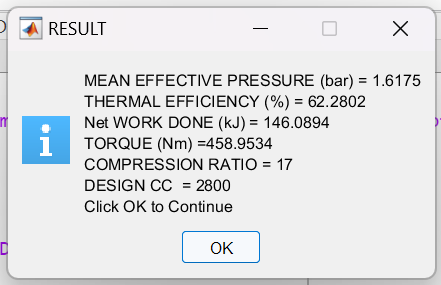 RESULT
MEAN EFFECTIVE PRESSURE (bar) = 1.6175
THERMAL EFFICIENCY (%) = 62.2802
Net WORK DONE (kJ) = 146.0894
TORQUE (Nm) =458.9534
COMPRESSION RATIO = 17
DESIGN CC  = 2800
Click OK to Continue
OK